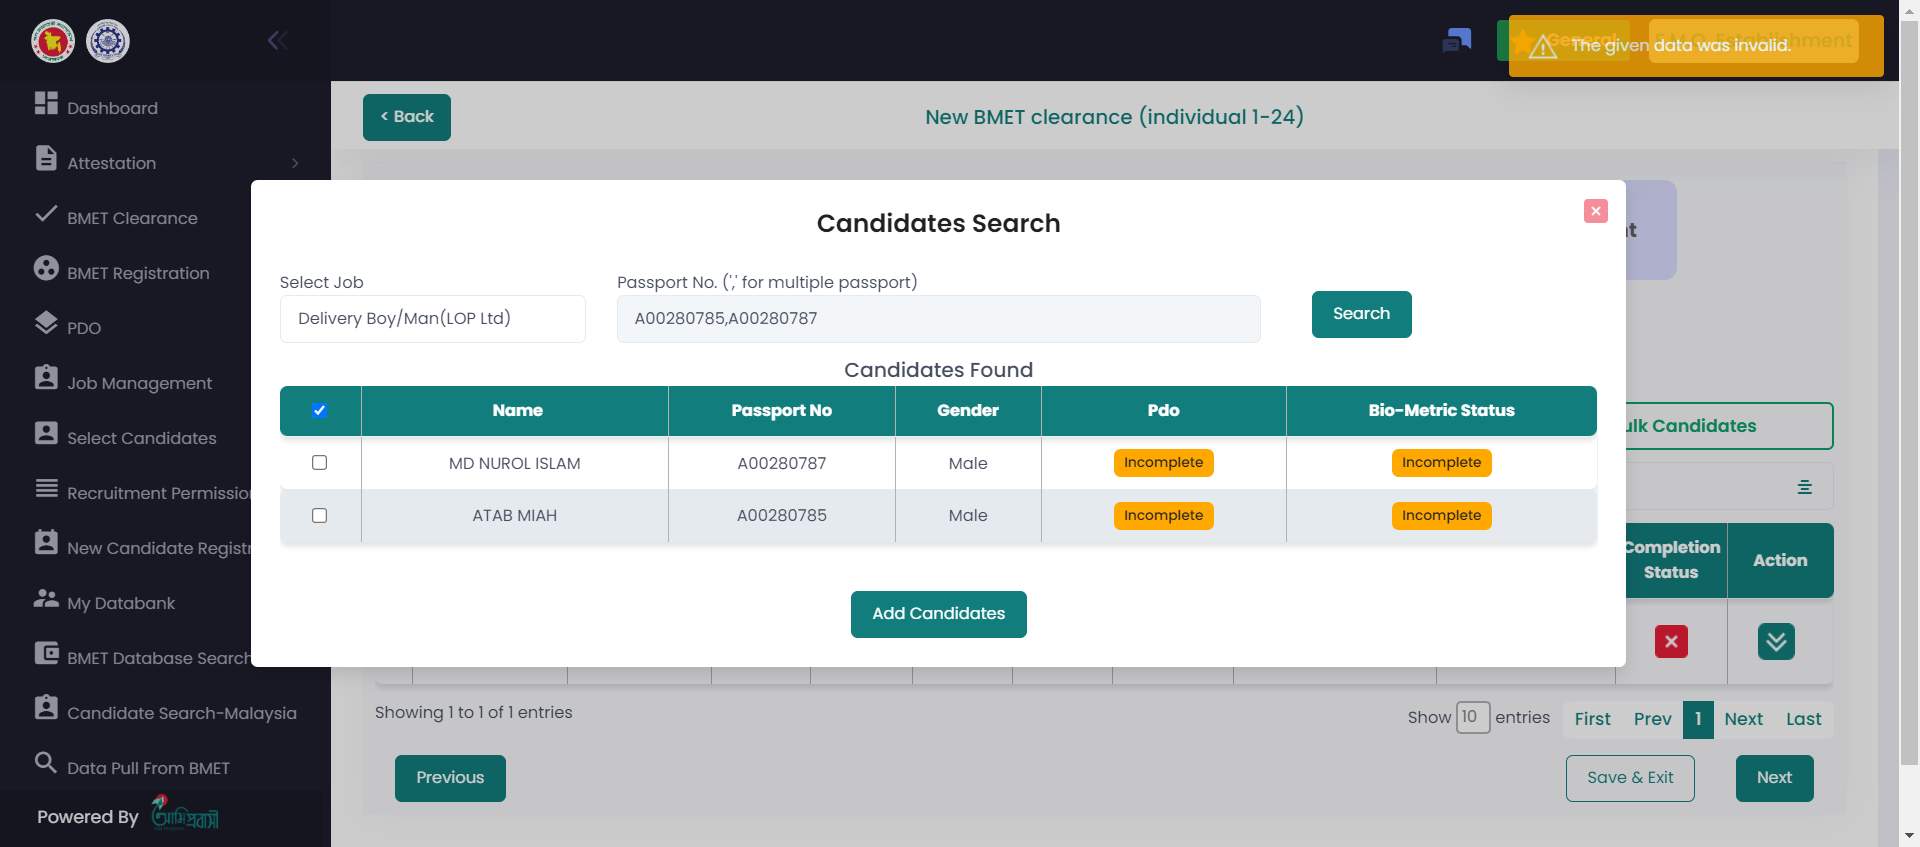 General
F.M.O. Establishment
The given data was invalid.
Dashboard
Attestation
BMET Clearance
BMET Registration
PDO
Job Management
Select Candidates
Recruitment Permission
New Candidate Registr
My Databank
BMET Database Search
Candidate Search-Malaysia
Data Pull From BMET
Powered By
আমি প্রবাসী
< Back
New BMET clearance (individual 1-24)
Candidates Search
Select Job
Passport No. (',' for multiple passport)
Delivery Boy/Man(LOP Ltd)
A00280785,A00280787
Search
Candidates Found
Name Passport No Gender Pdo Bio-Metric Status
MD NUROL ISLAM A00280787 Male Incomplete Incomplete
ATAB MIAH A00280785 Male Incomplete Incomplete
Add Candidates
nt
ulk Candidates
Completion
Status
Action
Showing 1 to 1 of 1 entries
Show 10 entries First Prev 1 Next Last
Previous
Save & Exit
Next